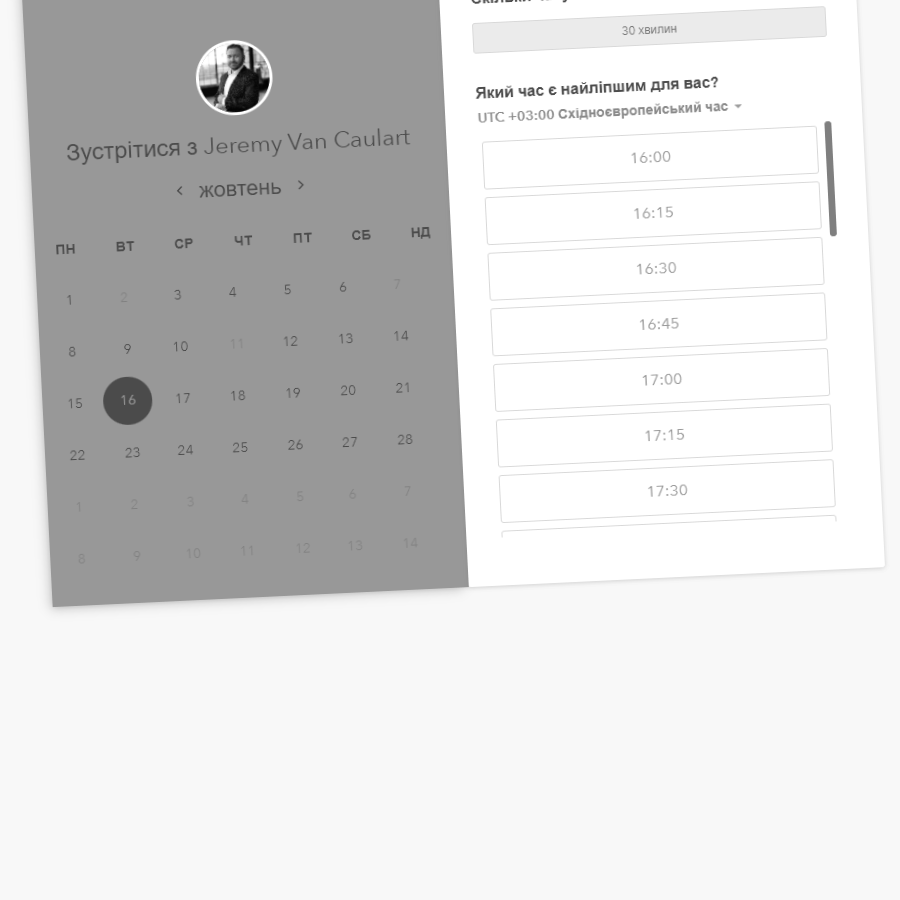 30 хвилин
Який час є найліпшим для вас?
UTC +03:00 Східноєвропейський час
16:00
16:15
16:30
16:45
17:00
17:15
17:30
Зустрітися з Jeremy Van Caulart
‹ жовтень ›
ПН ВТ СР ЧТ ПТ СБ НД
1 2 3 4 5 6 7
8 9 10 11 12 13 14
15 16 17 18 19 20 21
22 23 24 25 26 27 28
1 2 3 4 5 6 7
8 9 10 11 12 13 14